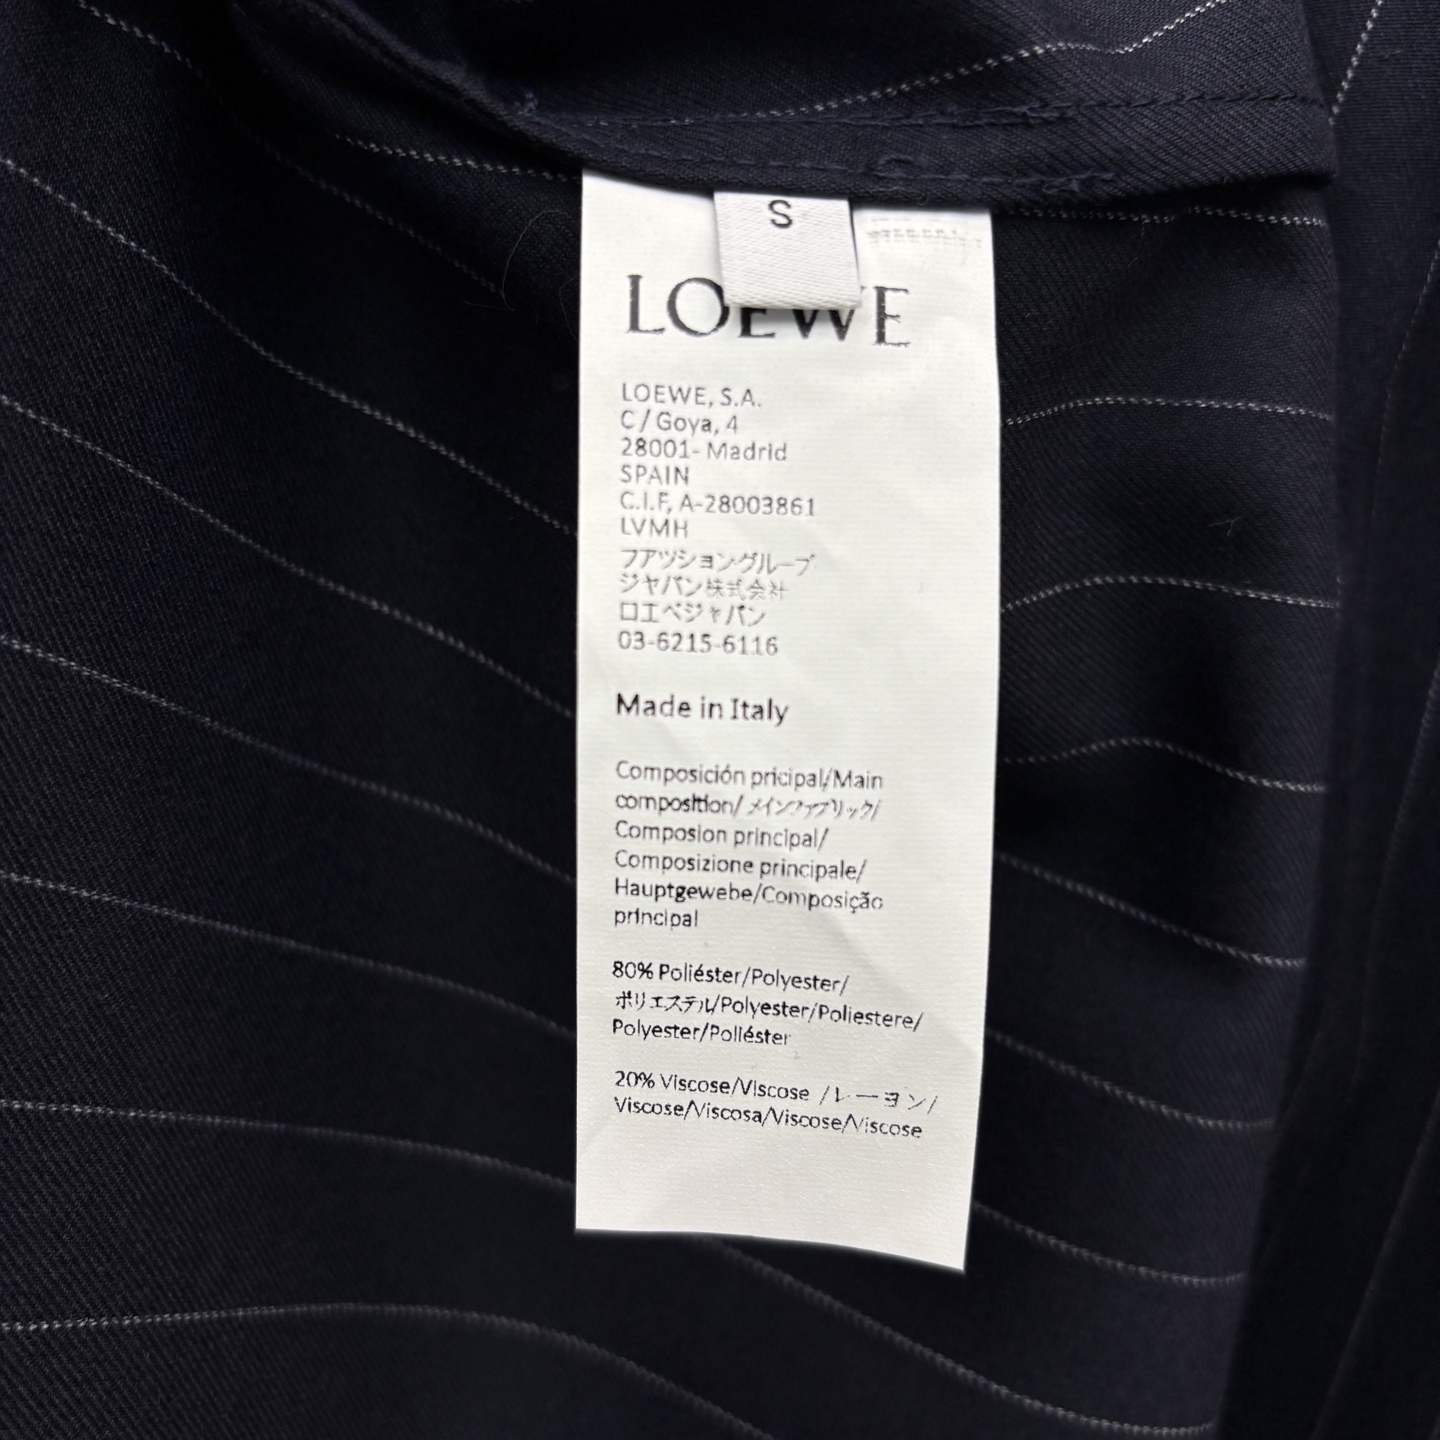 S
LOEWE
LOEWE, S.A.
C / Goya, 4
28001- Madrid
SPAIN
C.I.F, A-28003861
LVMH
フアツショングループ
ジヤパン株式会社
ロエベジャパン
03-6215-6116
Made in Italy
Composición pricipal/Main
composition/メインファブリック/
Composion principal/
Composizione principale/
Hauptgewebe/Composição
principal
80% Poliéster/Polyester/
ポリエステル/Polyester/Poliestere/
Polyester/Poliéster
20% Viscose/Viscose /レーヨン/
Viscose/Viscosa/Viscose/Viscose